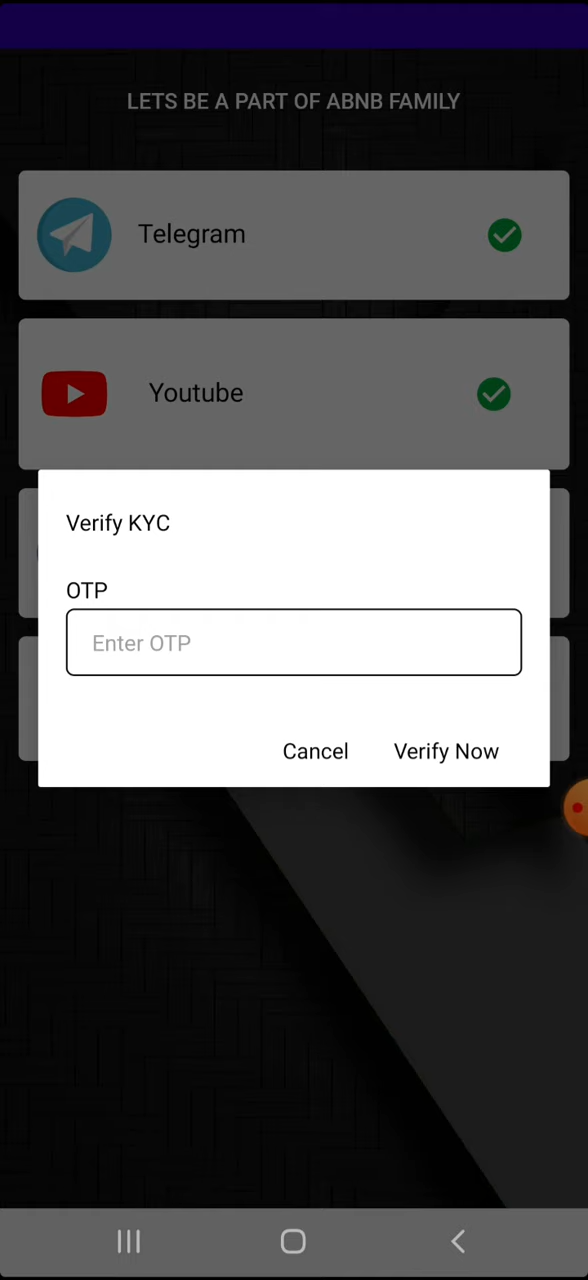 LETS BE A PART OF ABNB FAMILY
Telegram
Youtube
Verify KYC
OTP
Enter OTP
Cancel
Verify Now